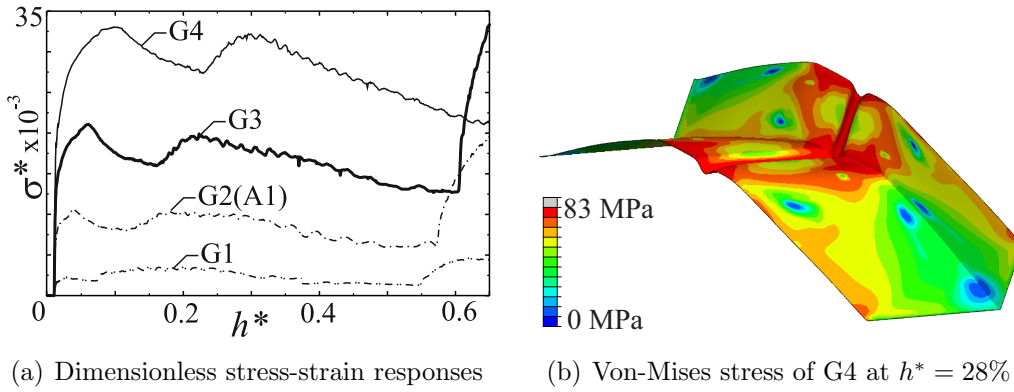 35
σ* x10⁻³
G4
G3
G2(A1)
G1
0 0.2 0.4 0.6
h*
83 MPa
0 MPa
(a) Dimensionless stress-strain responses
(b) Von-Mises stress of G4 at h* = 28%